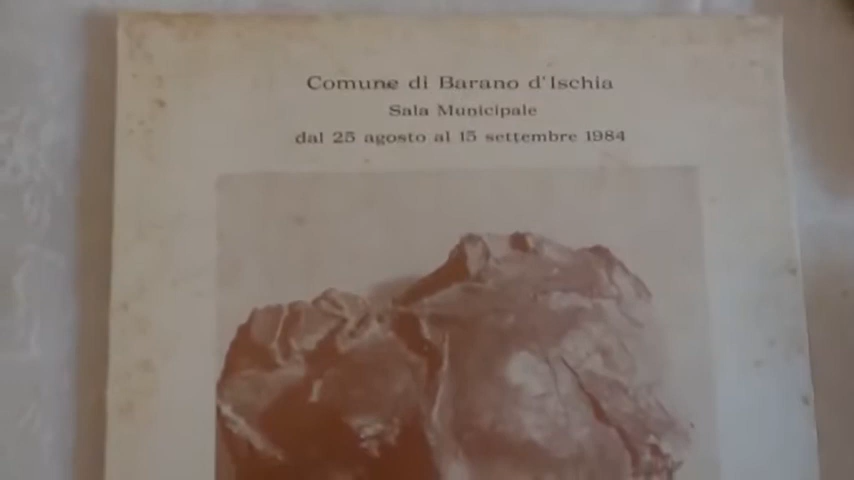 Comune di Barano d'Ischia
Sala Municipale
dal 25 agosto al 15 settembre 1984